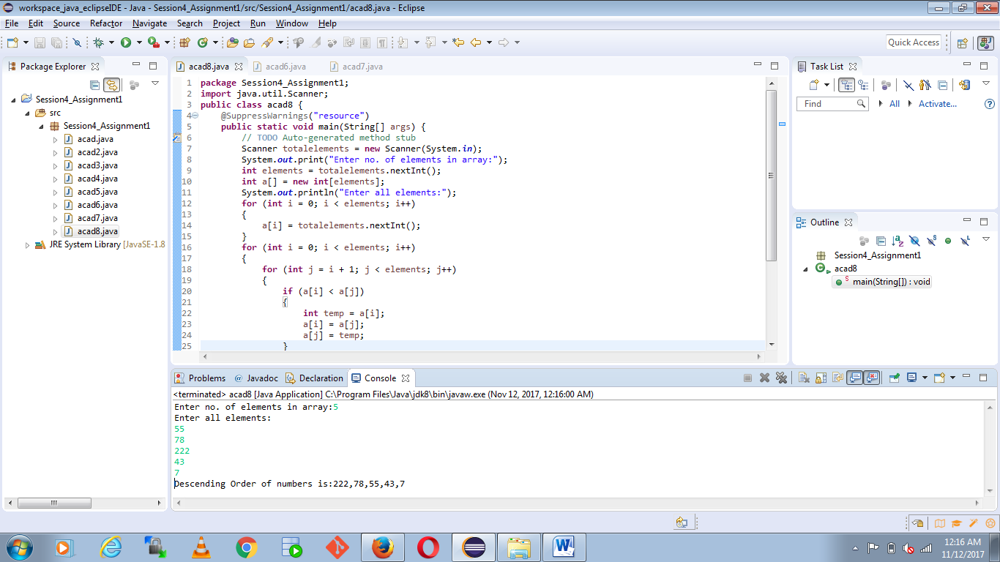 workspace_java_eclipseIDE - Java - Session4_Assignment1/src/Session4_Assignment1/acad8.java - Eclipse
File Edit Source Refactor Navigate Search Project Run Window Help
Quick Access
Package Explorer
Session4_Assignment1
src
Session4_Assignment1
acad.java
acad2.java
acad3.java
acad4.java
acad5.java
acad6.java
acad7.java
acad8.java
JRE System Library [JavaSE-1.8
acad8.java acad6.java acad7.java
1 package Session4_Assignment1;
2 import java.util.Scanner;
3 public class acad8 {
4 @SuppressWarnings("resource")
5 public static void main(String[] args) {
6 // TODO Auto-generated method stub
7 Scanner totalelements = new Scanner(System.in);
8 System.out.print("Enter no. of elements in array:");
9 int elements = totalelements.nextInt();
10 int a[] = new int[elements];
11 System.out.println("Enter all elements:");
12 for (int i = 0; i < elements; i++)
13 {
14 a[i] = totalelements.nextInt();
15 }
16 for (int i = 0; i < elements; i++)
17 {
18 for (int j = i + 1; j < elements; j++)
19 {
20 if (a[i] < a[j])
21 {
22 int temp = a[i];
23 a[i] = a[j];
24 a[j] = temp;
25 }
Task List
Find All Activate...
Outline
Session4_Assignment1
acad8
main(String[]) : void
Problems @ Javadoc Declaration Console
<terminated> acad8 [Java Application] C:\Program Files\Java\jdk8\bin\javaw.exe (Nov 12, 2017, 12:16:00 AM)
Enter no. of elements in array:5
Enter all elements:
55
78
222
43
7
Descending Order of numbers is:222,78,55,43,7
12:16 AM
11/12/2017